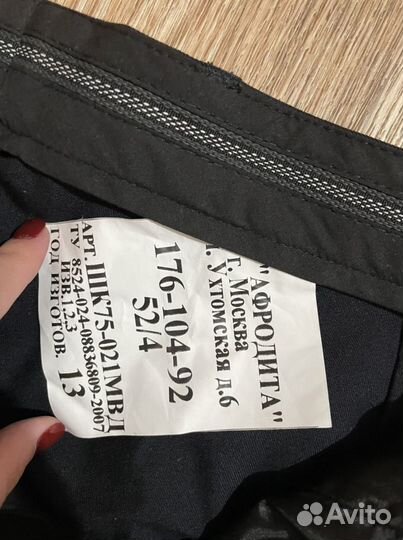 "АФРОДИТА"
г. Москва
. Ухтомская д.6
176-104-92
52/4
АРТ.ШК75-021МВД
ТУ 8524-024-08836809-2007
ИЗВ.1,2,3
ГОД ИЗГОТОВ. 13
Avito